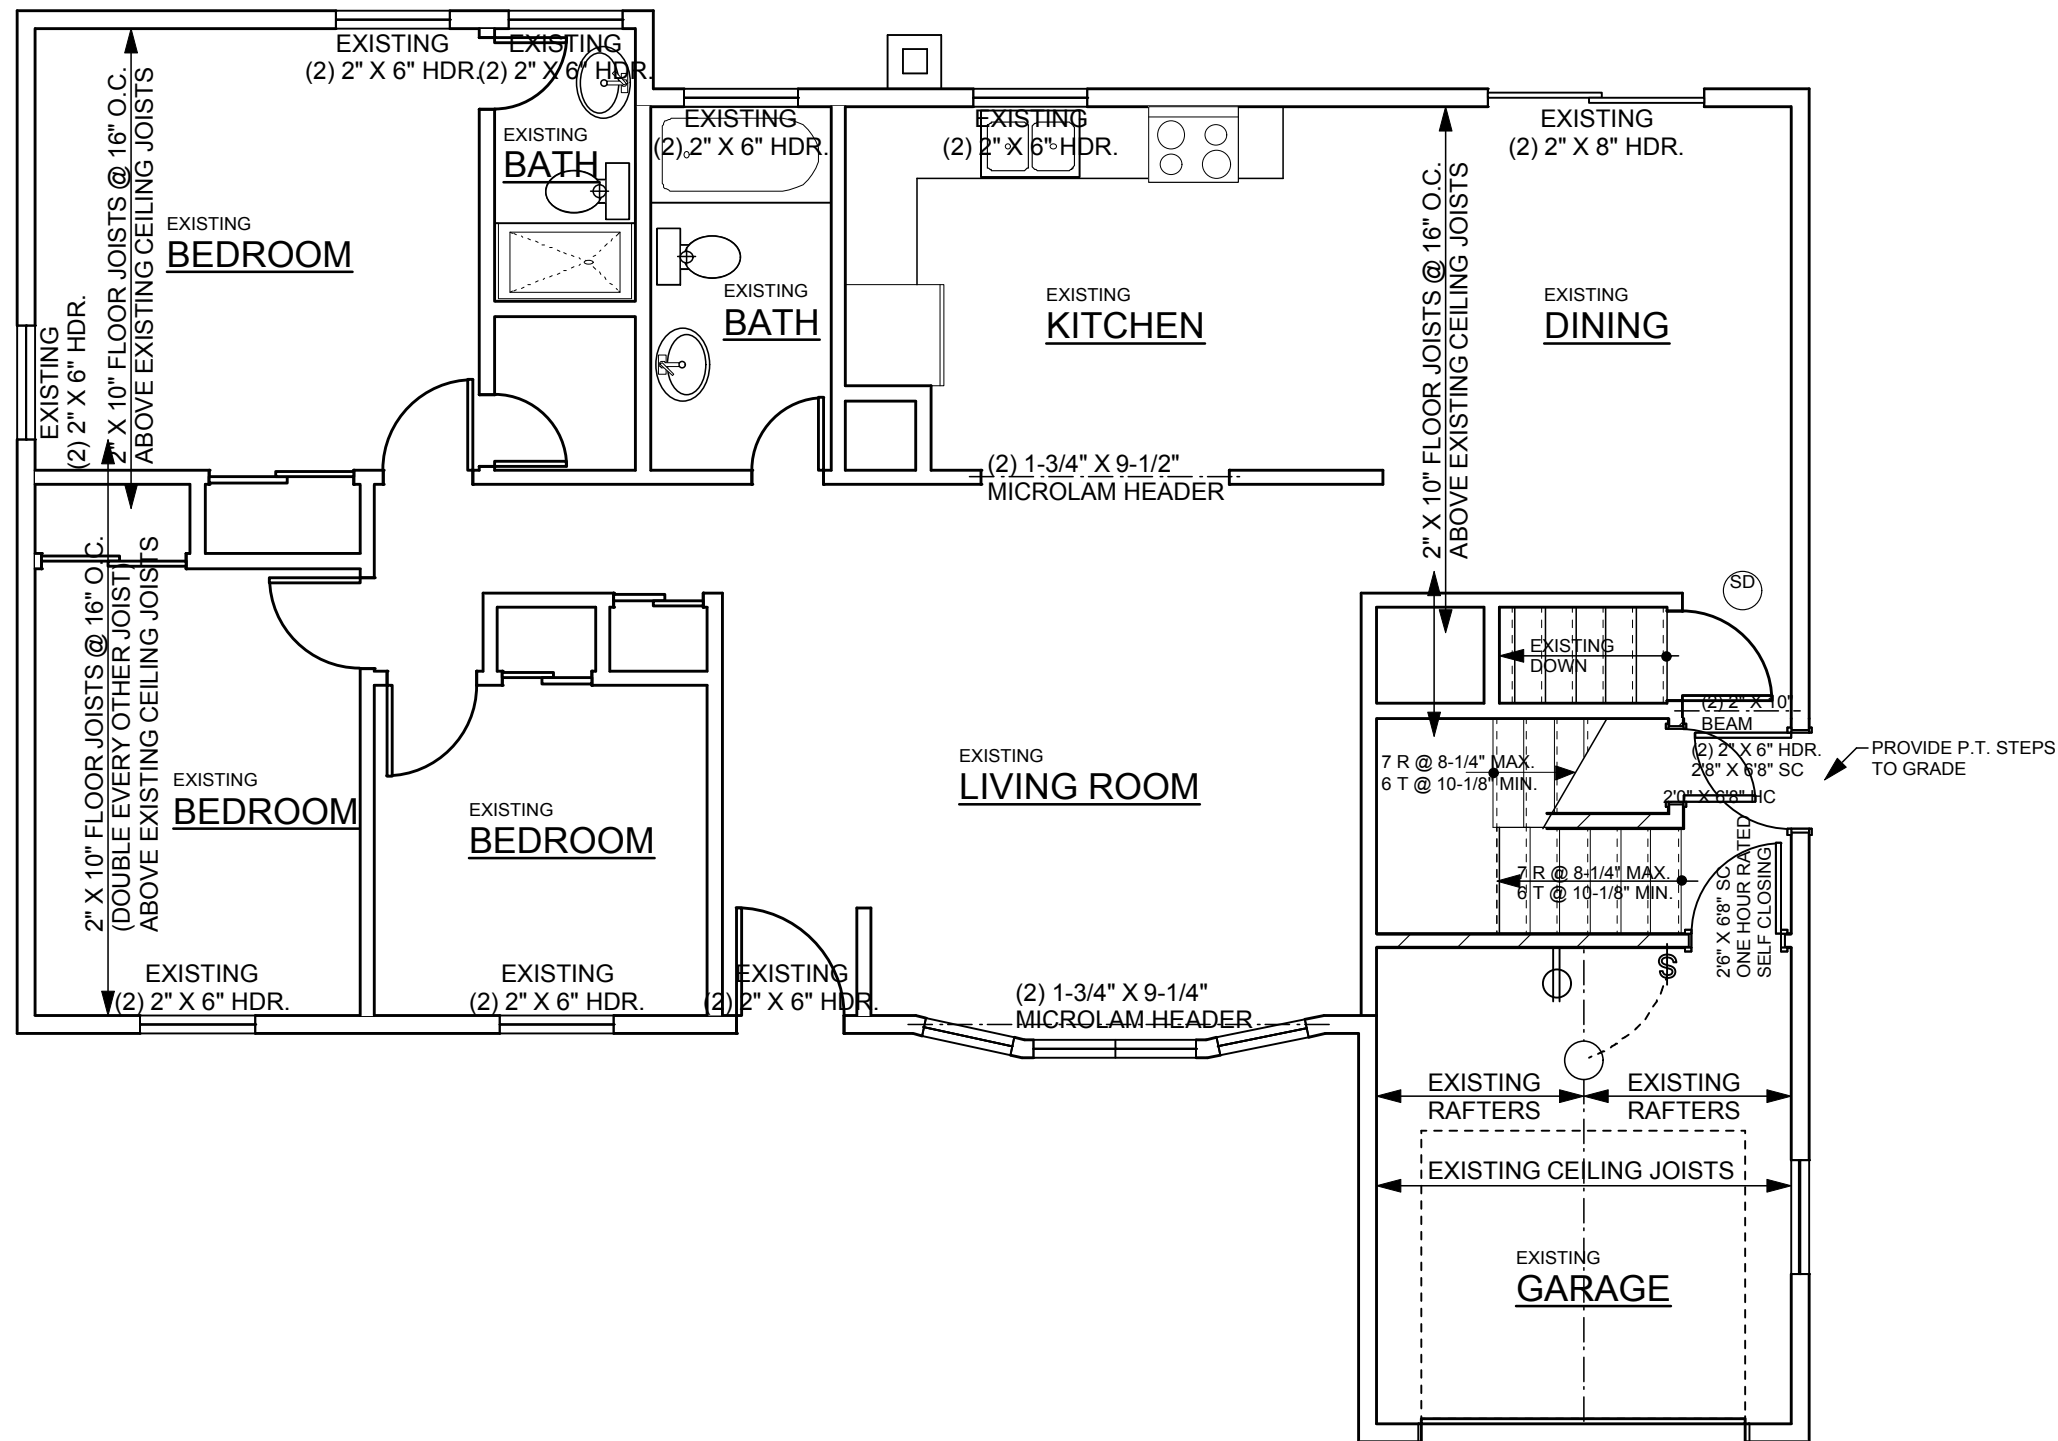 EXISTING
(2) 2" X 6" HDR.
EXISTING
(2) 2" X 6" HDR.
EXISTING
BATH
EXISTING
(2) 2" X 6" HDR.
EXISTING
(2) 2" X 6" HDR.
EXISTING
(2) 2" X 8" HDR.
2" X 10" FLOOR JOISTS @ 16" O.C.
ABOVE EXISTING CEILING JOISTS
EXISTING
BEDROOM
EXISTING
(2) 2" X 6" HDR.
EXISTING
BATH
EXISTING
KITCHEN
2" X 10" FLOOR JOISTS @ 16" O.C.
ABOVE EXISTING CEILING JOISTS
EXISTING
DINING
(2) 1-3/4" X 9-1/2"
MICROLAM HEADER
2" X 10" FLOOR JOISTS @ 16" O.C.
(DOUBLE EVERY OTHER JOIST)
ABOVE EXISTING CEILING JOISTS
SD
EXISTING
DOWN
(2) 2" X 10"
BEAM
(2) 2" X 6" HDR.
2'8" X 6'8" SC
2'0" X 6'8" HC
PROVIDE P.T. STEPS
TO GRADE
7 R @ 8-1/4" MAX.
6 T @ 10-1/8" MIN.
EXISTING
BEDROOM
EXISTING
BEDROOM
EXISTING
LIVING ROOM
7 R @ 8-1/4" MAX.
6 T @ 10-1/8" MIN.
2'6" X 6'8" SC
ONE HOUR RATED
SELF CLOSING
EXISTING
(2) 2" X 6" HDR.
EXISTING
(2) 2" X 6" HDR.
EXISTING
(2) 2" X 6" HDR.
(2) 1-3/4" X 9-1/4"
MICROLAM HEADER
S
EXISTING
RAFTERS
EXISTING
RAFTERS
EXISTING CEILING JOISTS
EXISTING
GARAGE